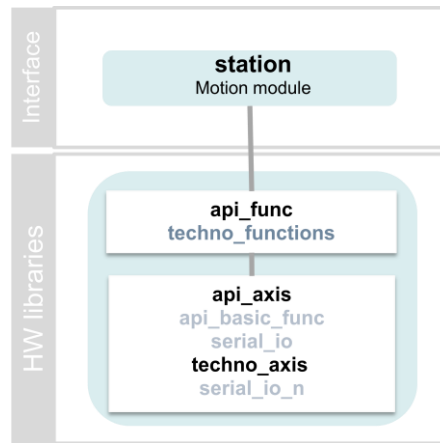 Interface
station
Motion module
HW libraries
api_func
techno_functions
api_axis
api_basic_func
serial_io
techno_axis
serial_io_n